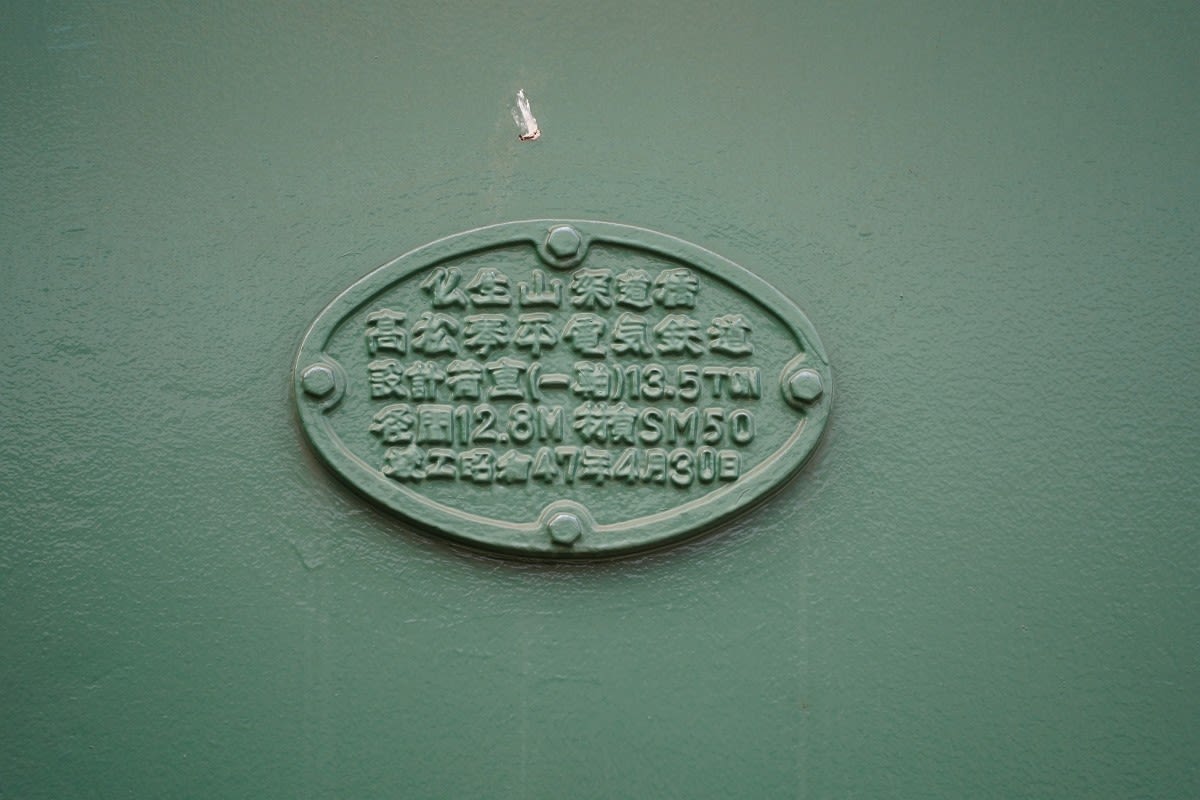 仏生山架道橋
高松琴平電気鉄道
設計荷重(一軸)13.5TON
径間12.8M 材質SM50
竣工昭和47年4月30日